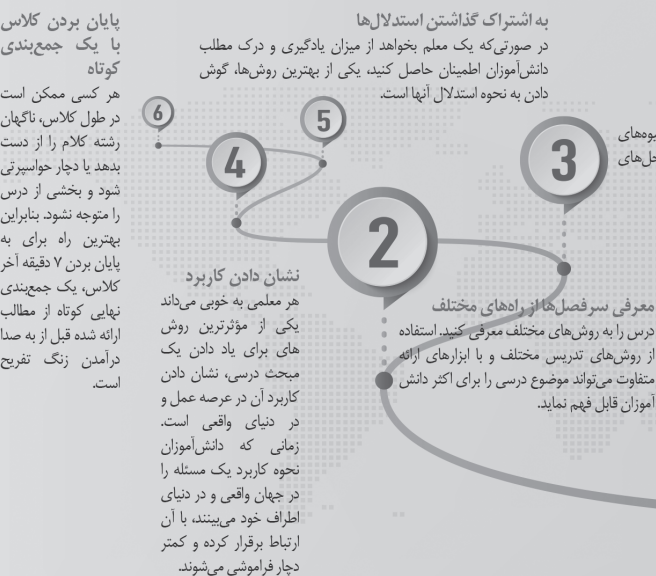 به اشتراک گذاشتن استدلال‌ها
در صورتی‌که یک معلم بخواهد از میزان یادگیری و درک مطلب
دانش‌آموزان اطمینان حاصل کنید، یکی از بهترین روش‌ها، گوش
دادن به نحوه استدلال آنها است.
پایان بردن کلاس
با یک جمع‌بندی
کوتاه
هر کسی ممکن است
در طول کلاس، ناگهان
رشته کلام را از دست
بدهد یا دچار حواسپرتی
شود و بخشی از درس
را متوجه نشود. بنابراین
بهترین راه برای به
پایان بردن ۷ دقیقه آخر
کلاس، یک جمع‌بندی
نهایی کوتاه از مطالب
ارائه شده قبل از به صدا
درآمدن زنگ تفریح
است.
6
5
4
3
2
معرفی سرفصل‌ها از راه‌های مختلف
درس را به روش‌های مختلف معرفی کنید. استفاده
از روش‌های تدریس مختلف و با ابزارهای ارائه
متفاوت می‌تواند موضوع درسی را برای اکثر دانش
آموزان قابل فهم نماید.
نشان دادن کاربرد
هر معلمی به خوبی می‌داند
یکی از مؤثرترین روش
های برای یاد دادن یک
مبحث درسی، نشان دادن
کاربرد آن در عرصه عمل و
در دنیای واقعی است.
زمانی که دانش‌آموزان
نحوه کاربرد یک مسئله را
در جهان واقعی و در دنیای
اطراف خود می‌بینند، با آن
ارتباط برقرار کرده و کمتر
دچار فراموشی می‌شوند.